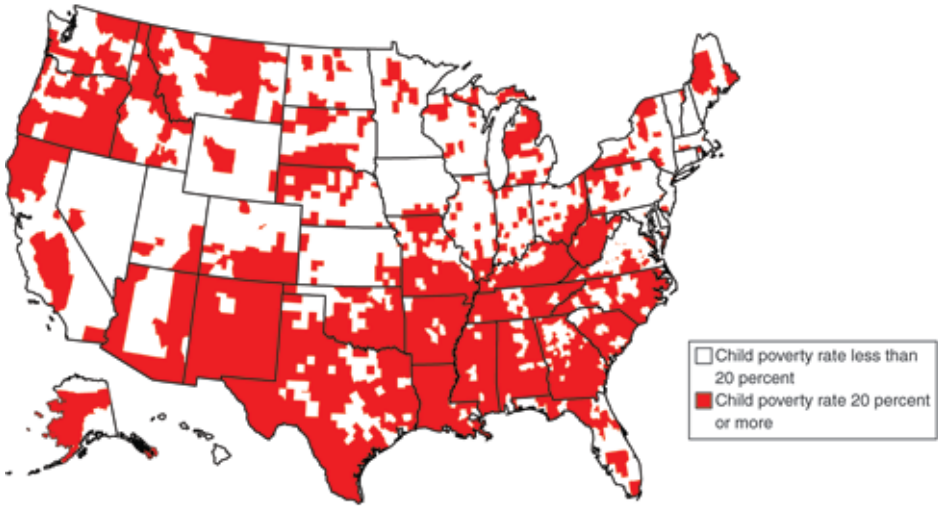 Child poverty rate less than
20 percent
Child poverty rate 20 percent
or more